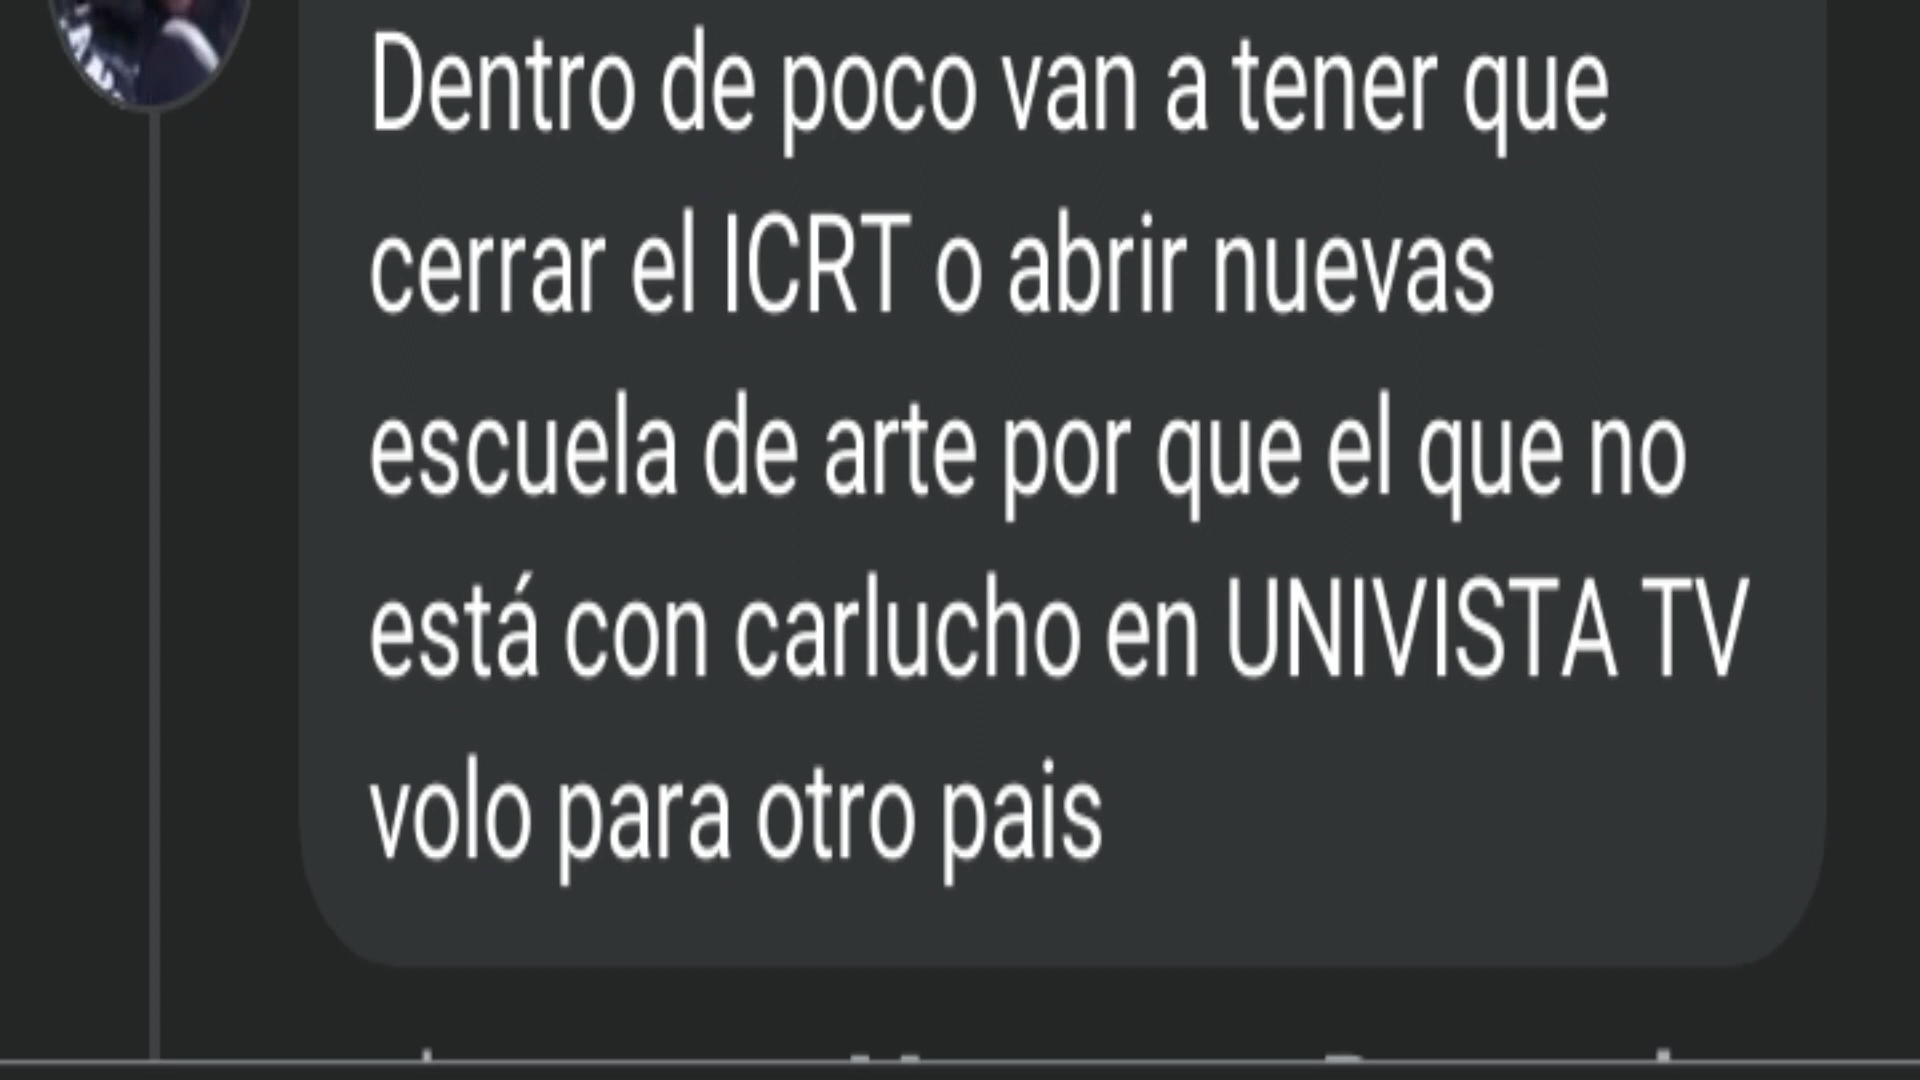 Dentro de poco van a tener que
cerrar el ICRT o abrir nuevas
escuela de arte por que el que no
está con carlucho en UNIVISTA TV
volo para otro pais